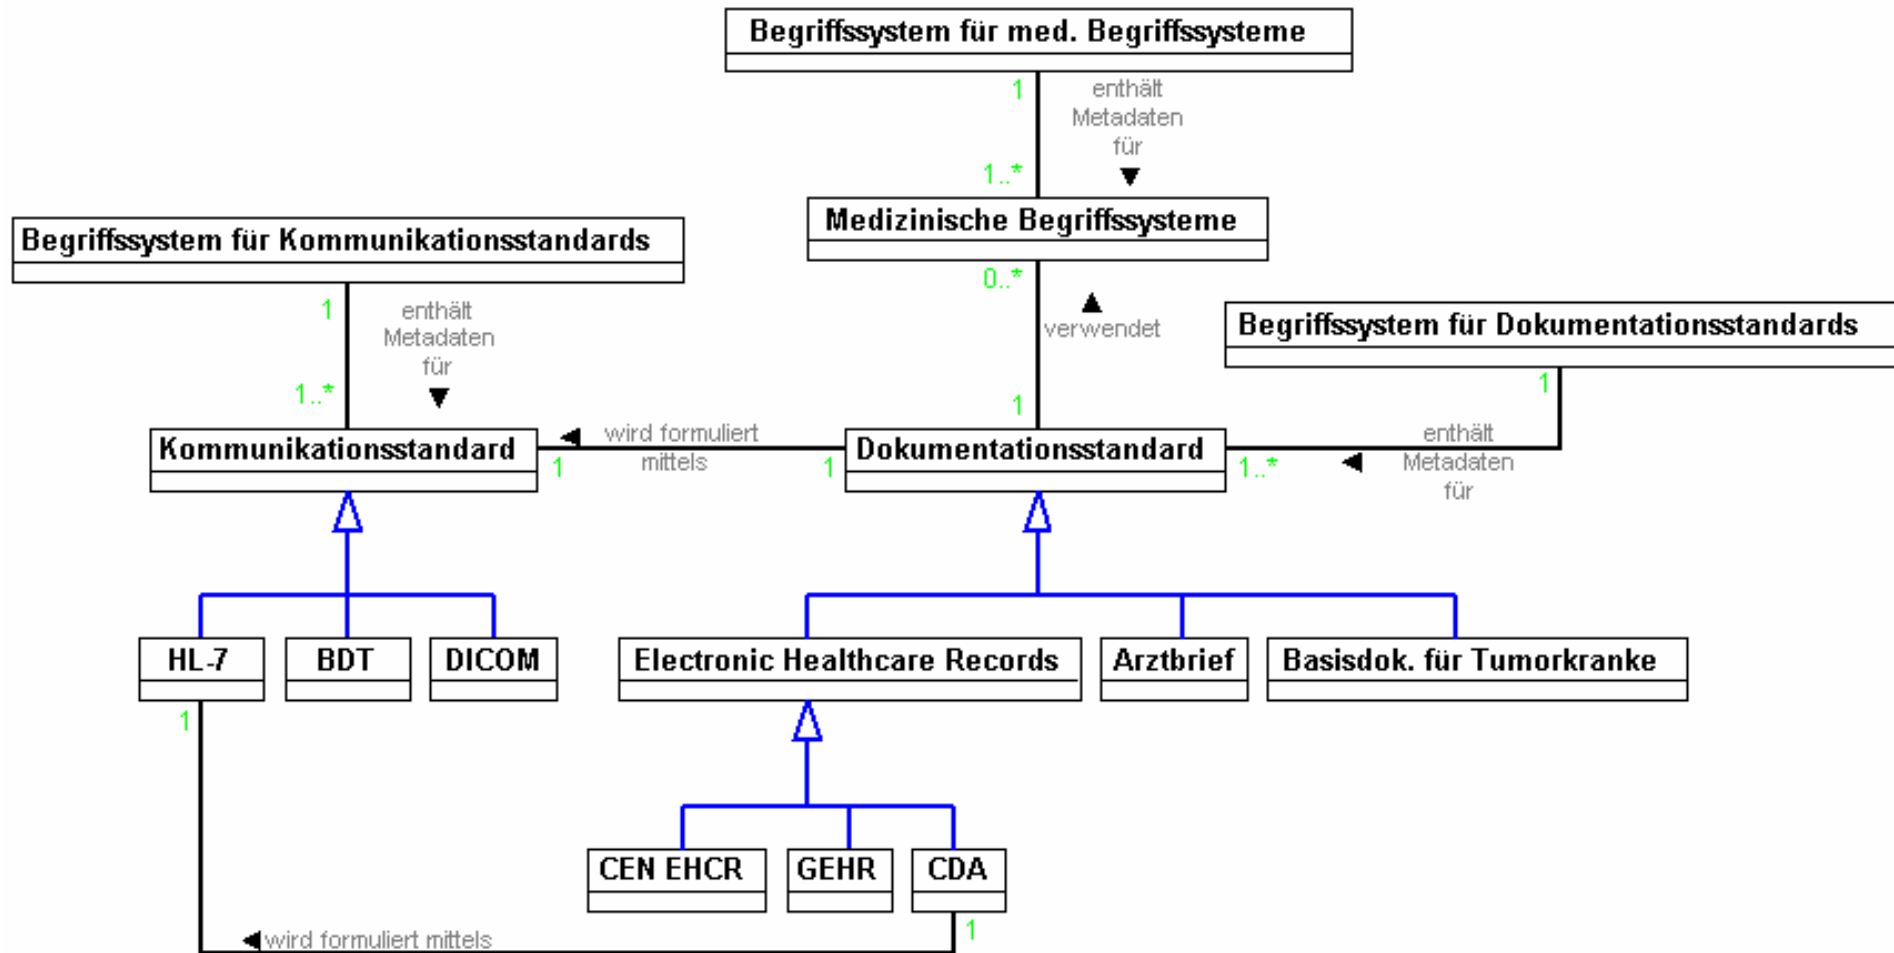 Begriffssystem für med. Begriffssysteme
1
enthält
Metadaten
für
1..*
Medizinische Begriffssysteme
Begriffssystem für Kommunikationsstandards
0..*
1
enthält
Metadaten
für
verwendet
Begriffssystem für Dokumentationsstandards
1..*
1
1
Kommunikationsstandard
wird formuliert
mittels
1
1
Dokumentationsstandard
1..*
enthält
Metadaten
für
HL-7
BDT
DICOM
Electronic Healthcare Records
Arztbrief
Basisdok. für Tumorkranke
1
CEN EHCR
GEHR
CDA
1
wird formuliert mittels